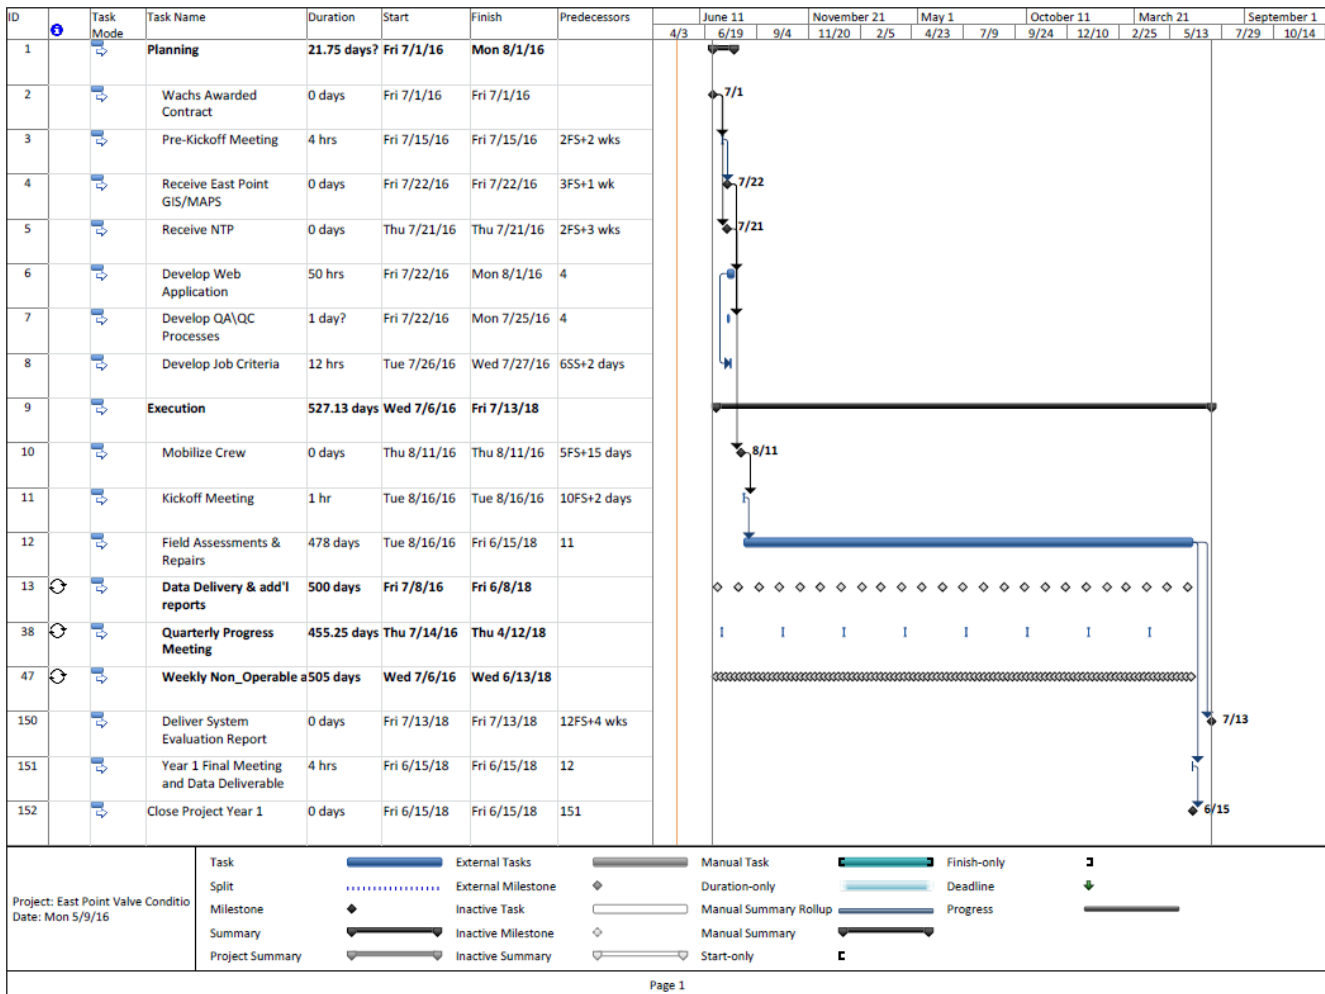 ID Task Mode Task Name Duration Start Finish Predecessors
June 11 November 21 May 1 October 11 March 21 September 1
4/3 6/19 9/4 11/20 2/5 4/23 7/9 9/24 12/10 2/25 5/13 7/29 10/14
1 Planning 21.75 days? Fri 7/1/16 Mon 8/1/16
2 Wachs Awarded Contract 0 days Fri 7/1/16 Fri 7/1/16 7/1
3 Pre-Kickoff Meeting 4 hrs Fri 7/15/16 Fri 7/15/16 2FS+2 wks
4 Receive East Point GIS/MAPS 0 days Fri 7/22/16 Fri 7/22/16 3FS+1 wk 7/22
5 Receive NTP 0 days Thu 7/21/16 Thu 7/21/16 2FS+3 wks 7/21
6 Develop Web Application 50 hrs Fri 7/22/16 Mon 8/1/16 4
7 Develop QA\QC Processes 1 day? Fri 7/22/16 Mon 7/25/16 4
8 Develop Job Criteria 12 hrs Tue 7/26/16 Wed 7/27/16 6SS+2 days
9 Execution 527.13 days Wed 7/6/16 Fri 7/13/18
10 Mobilize Crew 0 days Thu 8/11/16 Thu 8/11/16 5FS+15 days 8/11
11 Kickoff Meeting 1 hr Tue 8/16/16 Tue 8/16/16 10FS+2 days
12 Field Assessments & Repairs 478 days Tue 8/16/16 Fri 6/15/18 11
13 Data Delivery & add'l reports 500 days Fri 7/8/16 Fri 6/8/18
38 Quarterly Progress Meeting 455.25 days Thu 7/14/16 Thu 4/12/18
47 Weekly Non_Operable a 505 days Wed 7/6/16 Wed 6/13/18
150 Deliver System Evaluation Report 0 days Fri 7/13/18 Fri 7/13/18 12FS+4 wks 7/13
151 Year 1 Final Meeting and Data Deliverable 4 hrs Fri 6/15/18 Fri 6/15/18 12
152 Close Project Year 1 0 days Fri 6/15/18 Fri 6/15/18 151 6/15
Project: East Point Valve Conditio
Date: Mon 5/9/16
Task External Tasks Manual Task Finish-only
Split External Milestone Duration-only Deadline
Milestone Inactive Task Manual Summary Rollup Progress
Summary Inactive Milestone Manual Summary
Project Summary Inactive Summary Start-only
Page 1